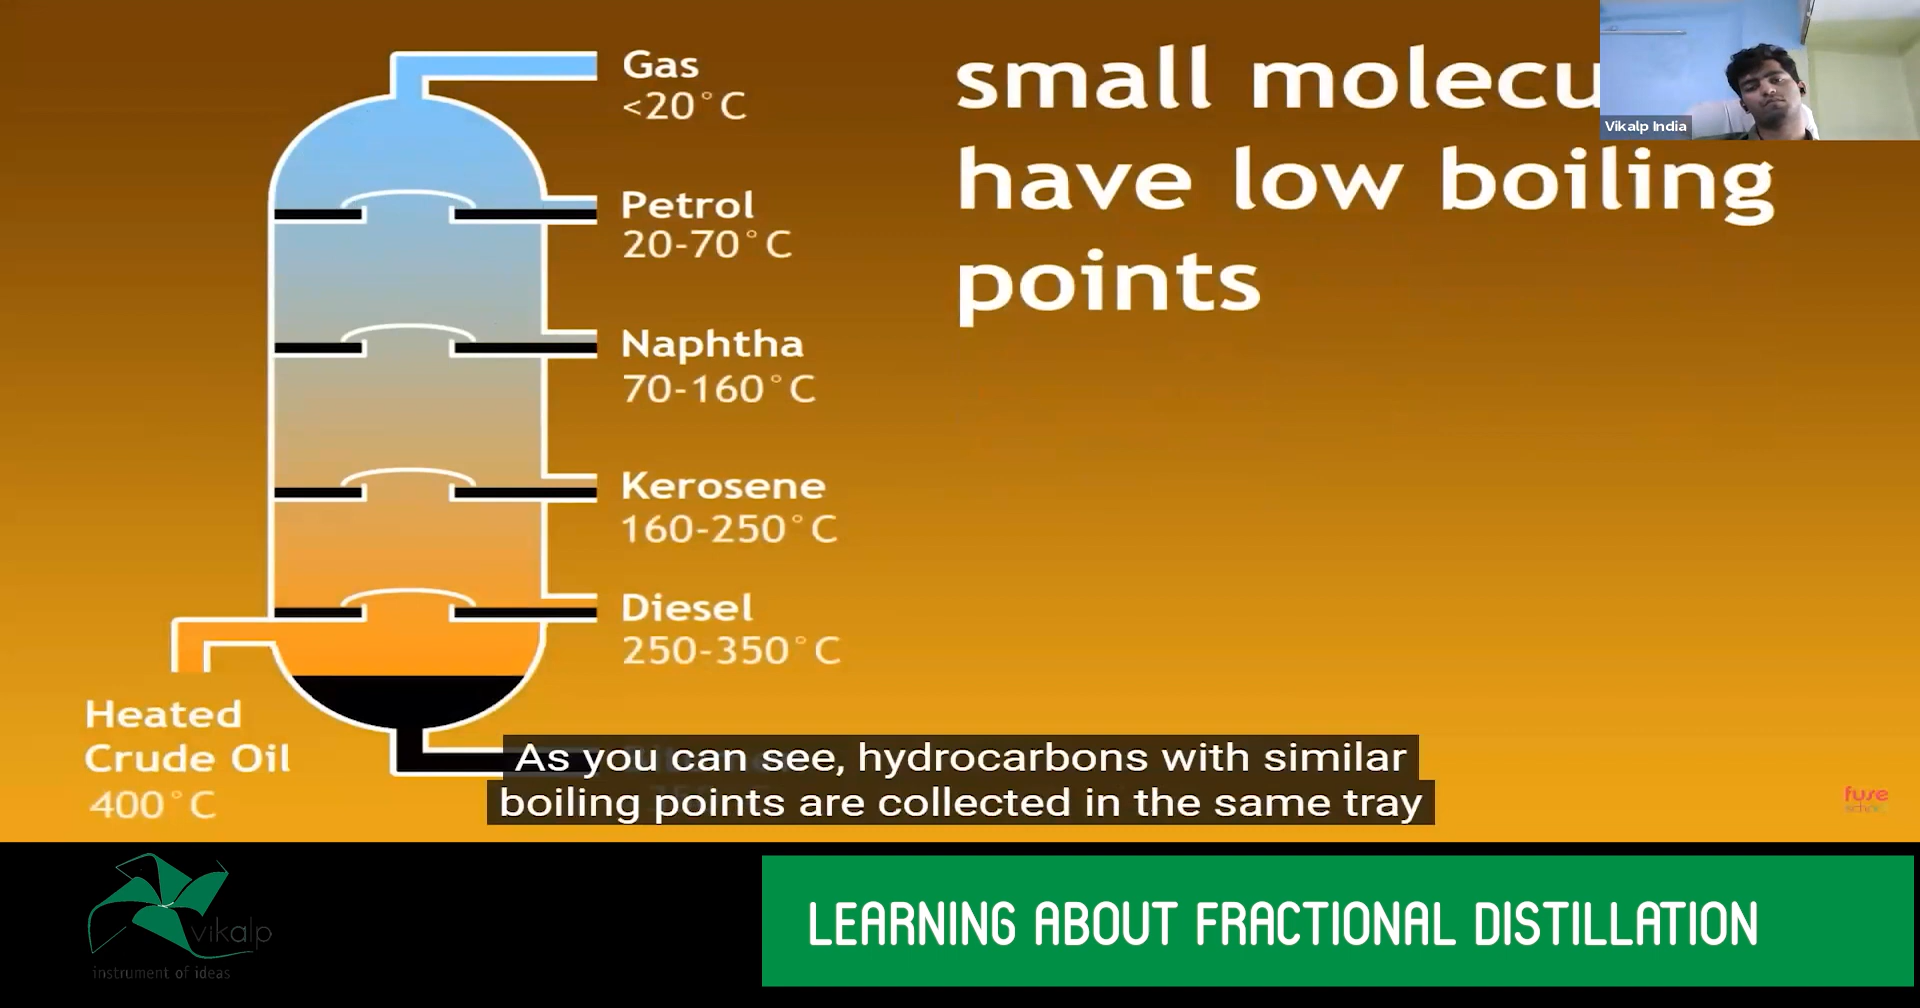 Gas
<20°C
Petrol
20-70°C
Naphtha
70-160°C
Kerosene
160-250°C
Diesel
250-350°C
Heated
Crude Oil
400°C
small molecu
have low boiling
points
Vikalp India
As you can see, hydrocarbons with similar
boiling points are collected in the same tray
fuse
school
vikalp
instrument of ideas
LEARNING ABOUT FRACTIONAL DISTILLATION